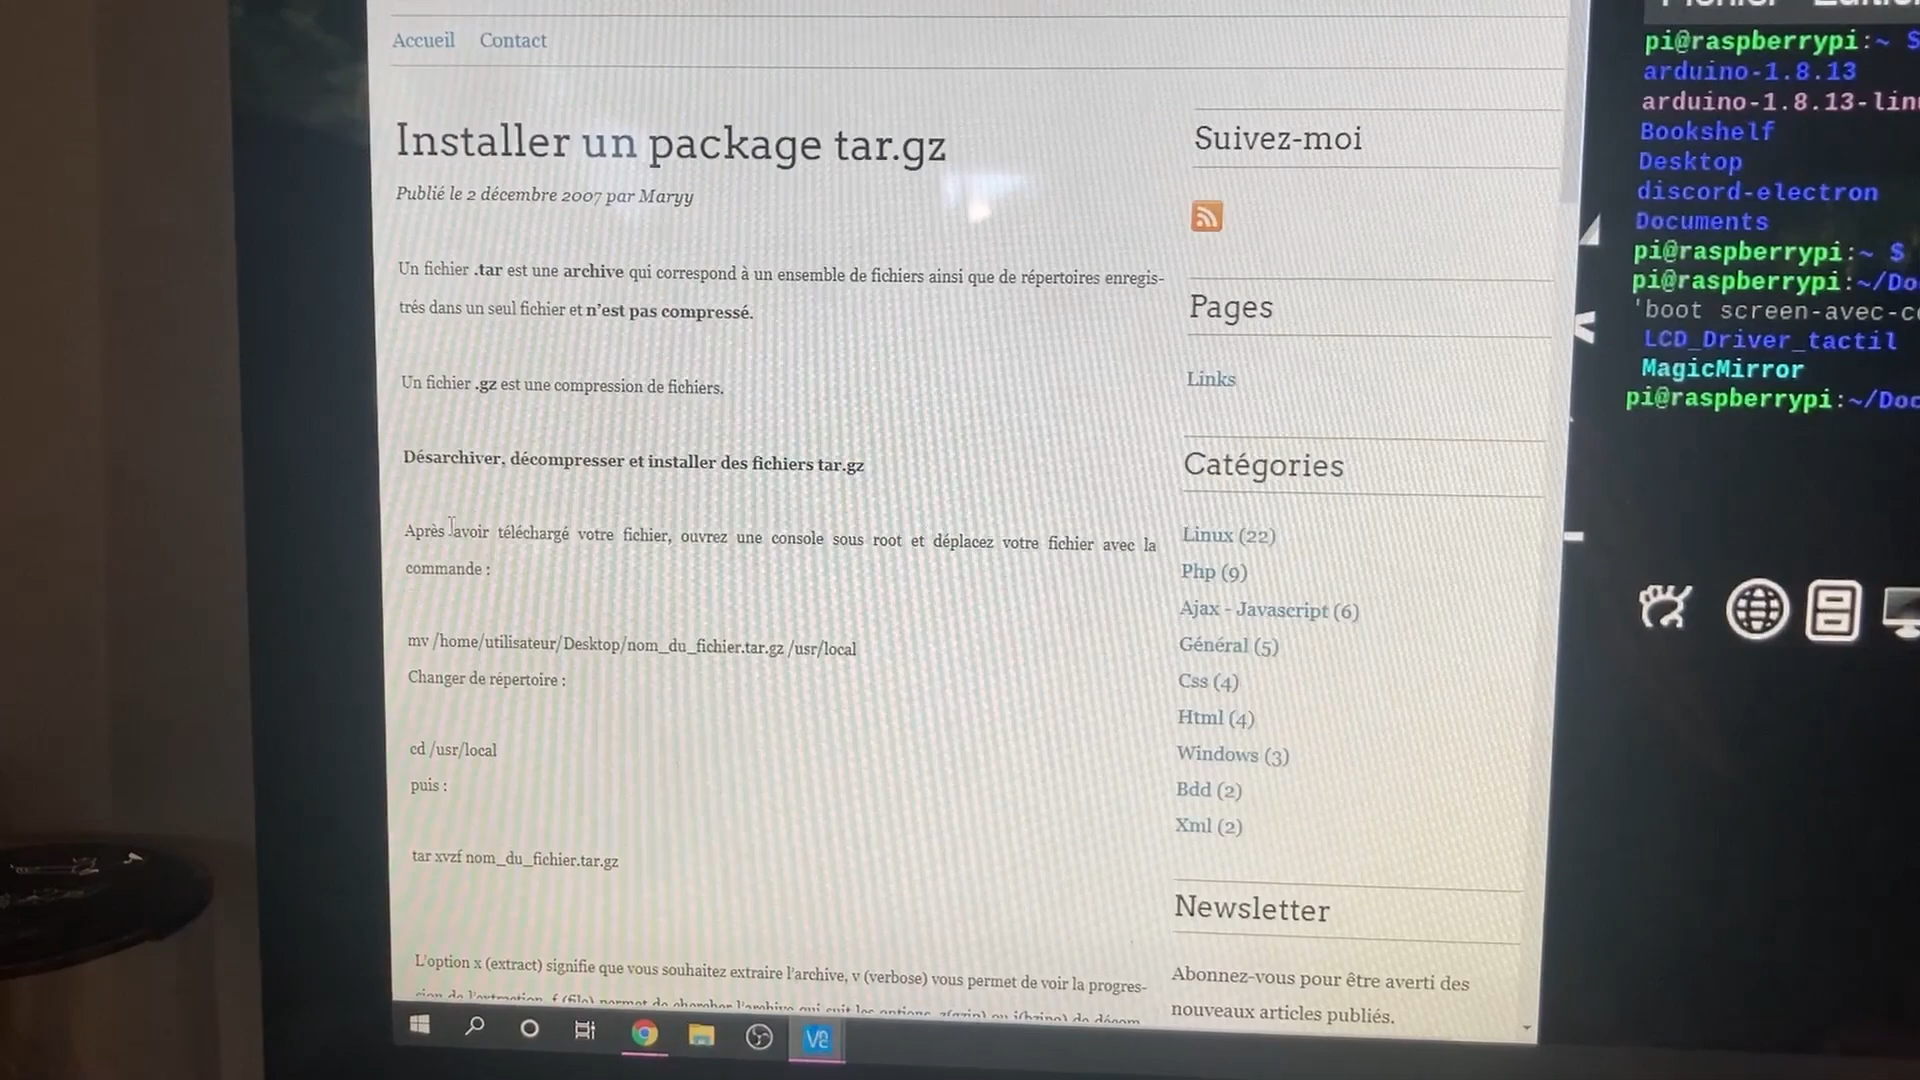 Accueil Contact
Installer un package tar.gz
Publié le 2 décembre 2007 par Maryy
Un fichier .tar est une archive qui correspond à un ensemble de fichiers ainsi que de répertoires enregis-
trés dans un seul fichier et n'est pas compressé.
Un fichier .gz est une compression de fichiers.
Désarchiver, décompresser et installer des fichiers tar.gz
Après avoir téléchargé votre fichier, ouvrez une console sous root et déplacez votre fichier avec la
commande :
mv /home/utilisateur/Desktop/nom_du_fichier.tar.gz /usr/local
Changer de répertoire :
cd /usr/local
puis :
tar xvzf nom_du_fichier.tar.gz
L'option x (extract) signifie que vous souhaitez extraire l'archive, v (verbose) vous permet de voir la progres-
Suivez-moi
Pages
Links
Catégories
Linux (22)
Php (9)
Ajax - Javascript (6)
Général (5)
Css (4)
Html (4)
Windows (3)
Bdd (2)
Xml (2)
Newsletter
Abonnez-vous pour être averti des
nouveaux articles publiés.
pi@raspberrypi:~ $
arduino-1.8.13
arduino-1.8.13-lin
Bookshelf
Desktop
discord-electron
Documents
pi@raspberrypi:~ $
pi@raspberrypi:~/Do
'boot screen-avec-c
LCD_Driver_tactil
MagicMirror
pi@raspberrypi:~/Doc